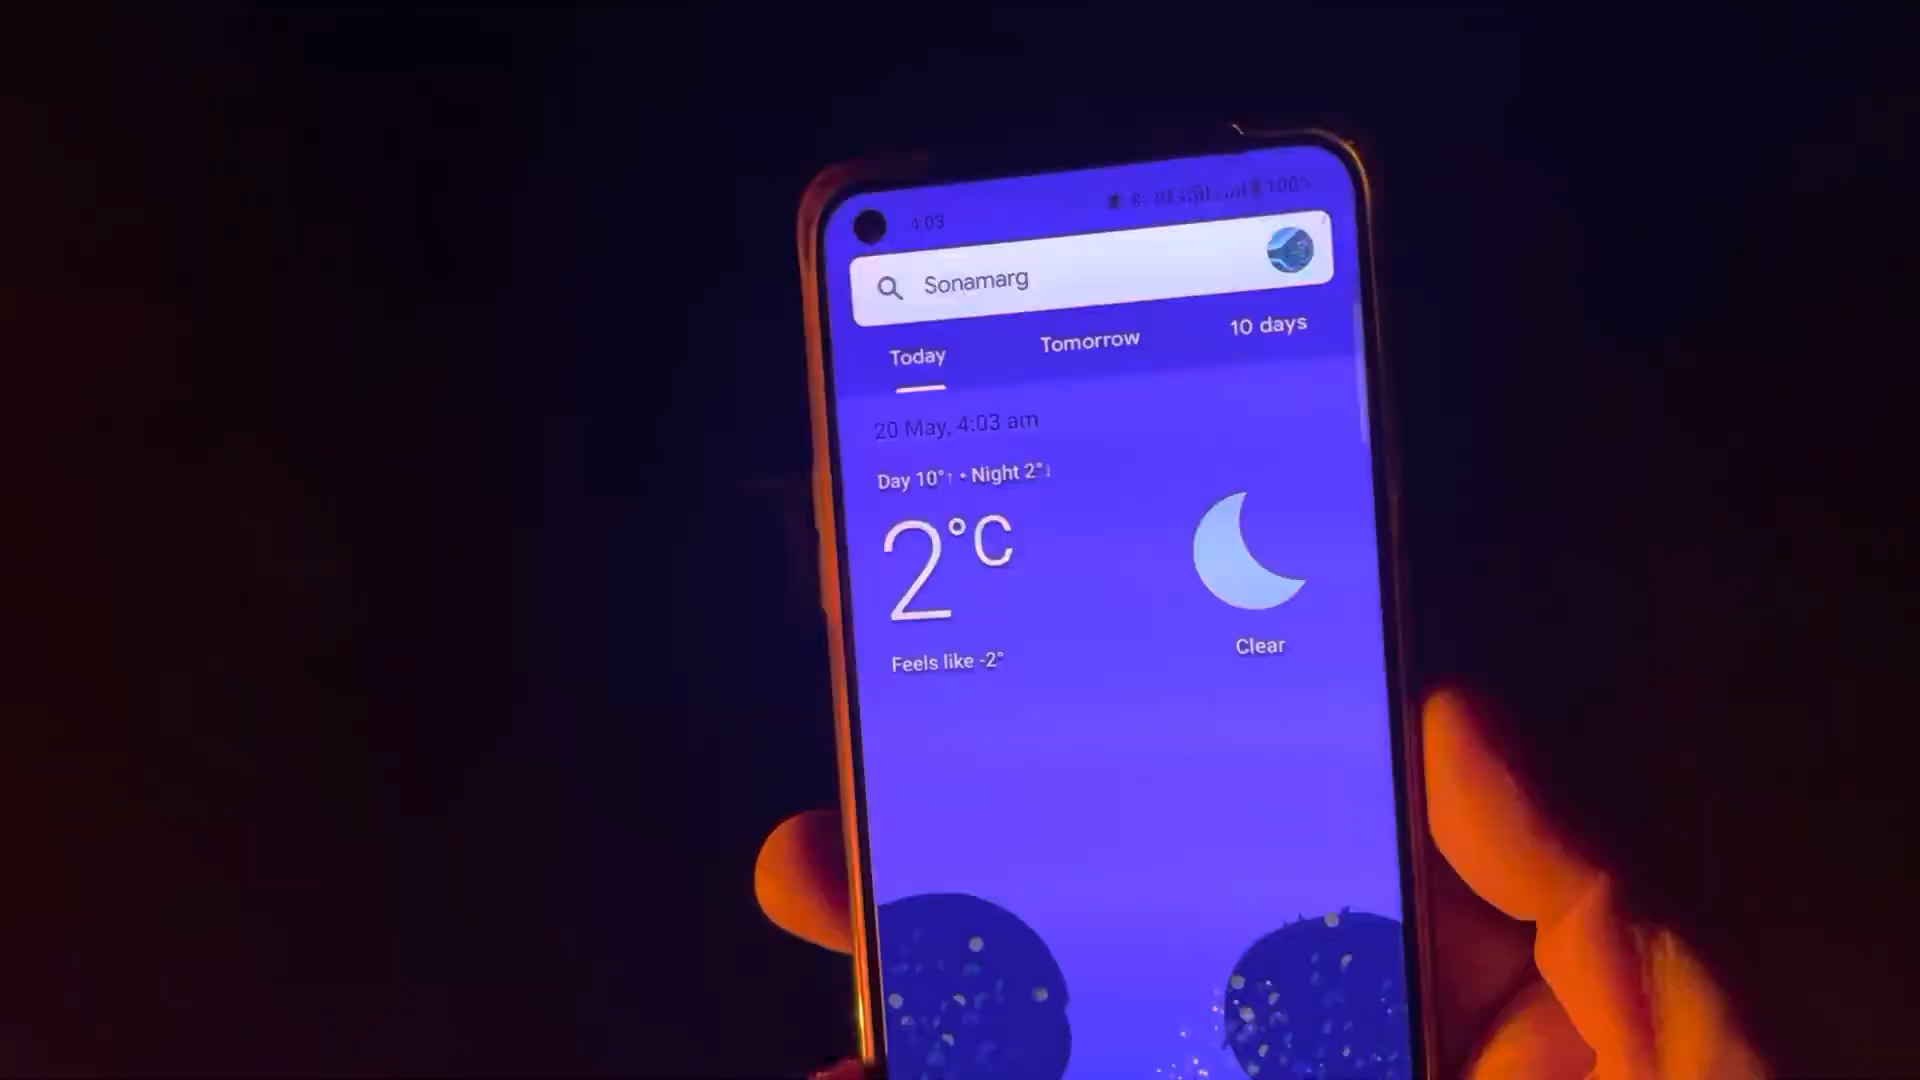 4:03
100%
Sonamarg
Today
Tomorrow
10 days
20 May, 4:03 am
Day 10°↑ • Night 2°↓
2°C
Feels like -2°
Clear